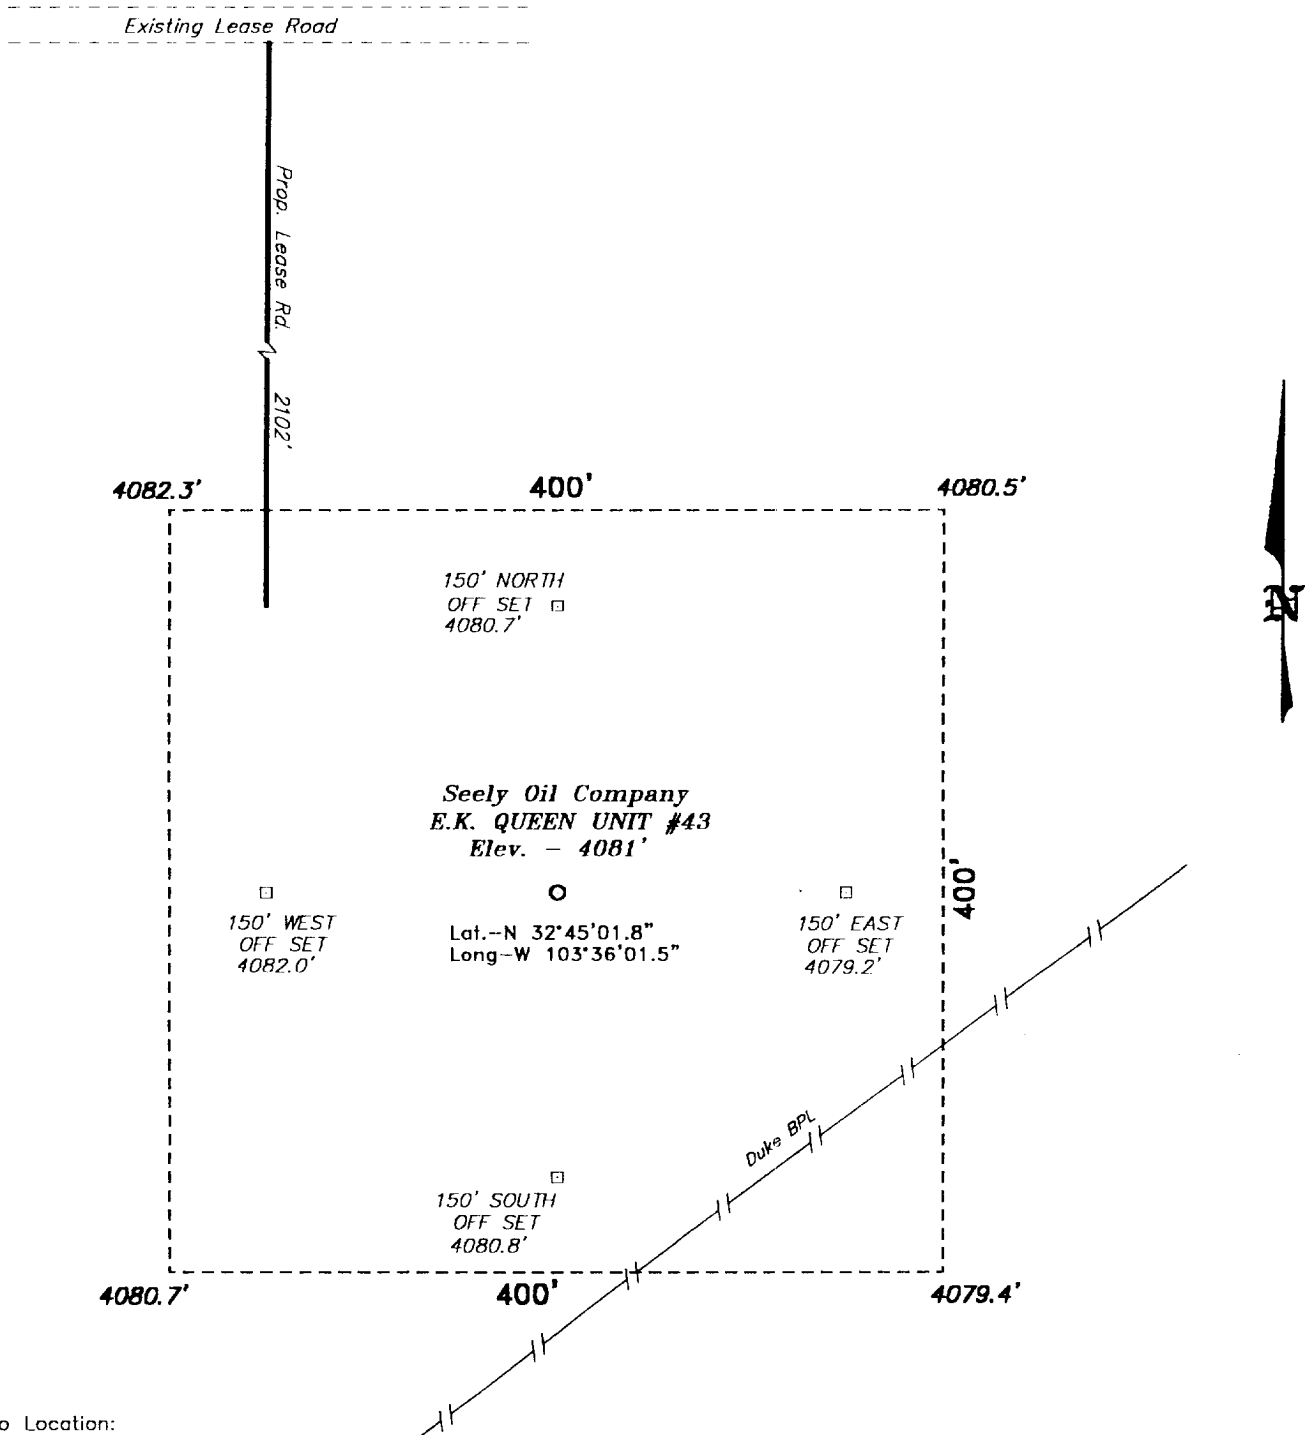 Existing Lease Road
Prop. Lease Rd. 2102'
4082.3'
400'
4080.5'
150' NORTH
OFF SET
4080.7'
N
Seely Oil Company
E.K. QUEEN UNIT #43
Elev. - 4081'
400'
150' WEST
OFF SET
4082.0'
Lat.-N 32°45'01.8"
Long-W 103°36'01.5"
150' EAST
OFF SET
4079.2'
Duke BPL
150' SOUTH
OFF SET
4080.8'
4080.7'
400'
4079.4'
o Location: